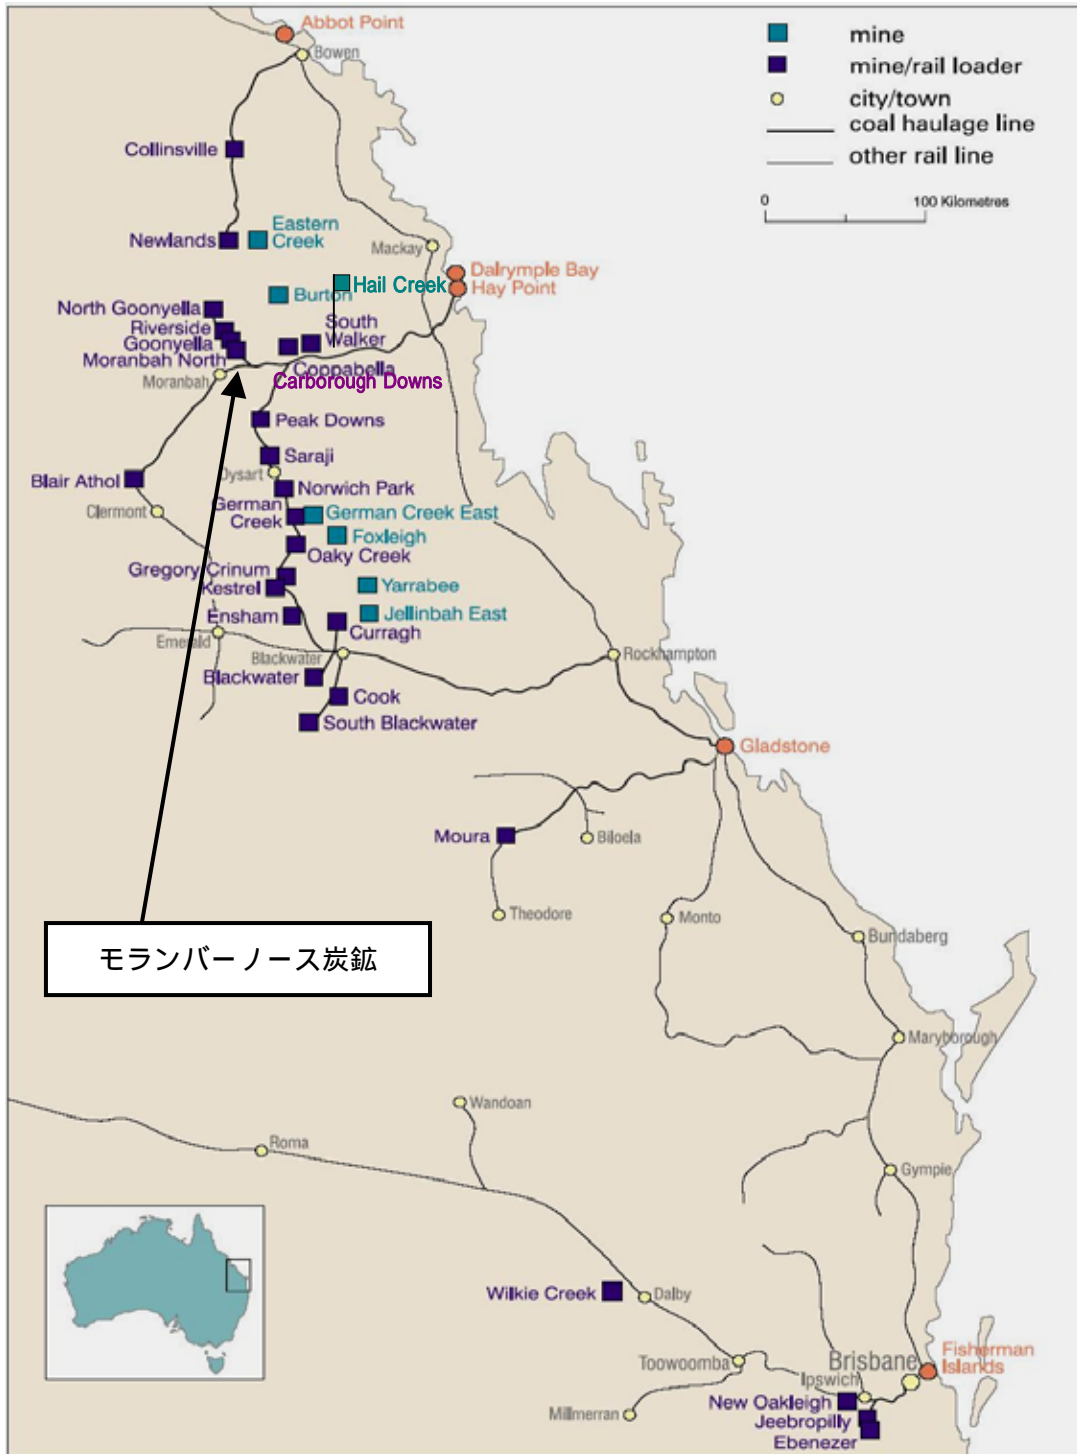 Abbot Point
Bowen
mine
mine/rail loader
city/town
coal haulage line
other rail line
0
100 Kilometres
Collinsville
Eastern
Creek
Newlands
Mackay
Dalrymple Bay
Hay Point
Hail Creek
Burton
North Goonyella
Riverside
Goonyella
Moranbah North
Moranbah
South
Walker
Coppabella
Carborough Downs
Peak Downs
Saraji
Dysart
Blair Athol
Norwich Park
Clermont
German
Creek
German Creek East
Foxleigh
Oaky Creek
Gregory Crinum
Kestrel
Yarrabee
Ensham
Jellinbah East
Curragh
Emerald
Blackwater
Rockhampton
Blackwater
Cook
South Blackwater
Gladstone
Moura
Biloela
Theodore
Monto
Bundaberg
モランバーノース炭鉱
Maryborough
Wandoan
Roma
Gympie
Wilkie Creek
Dalby
Toowoomba
Brisbane
Fisherman
Islands
Ipswich
New Oakleigh
Millmerran
Jeebropilly
Ebenezer